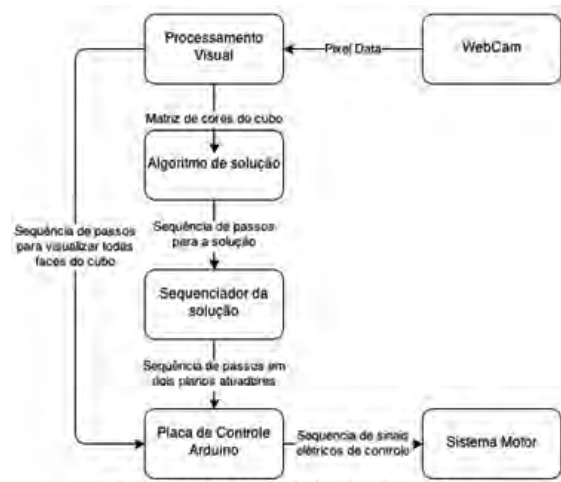 Processamento
Visual
Pixel Data
WebCam
Matriz de cores do cubo
Algoritmo de solução
Sequência de passos
para visualizar todas
faces do cubo
Sequência de passos
para a solução
Sequenciador da
solução
Sequência de passos em
dois planos atuadores
Placa de Controle
Arduino
Sequencia de sinais
elétricos de controlo
Sistema Motor